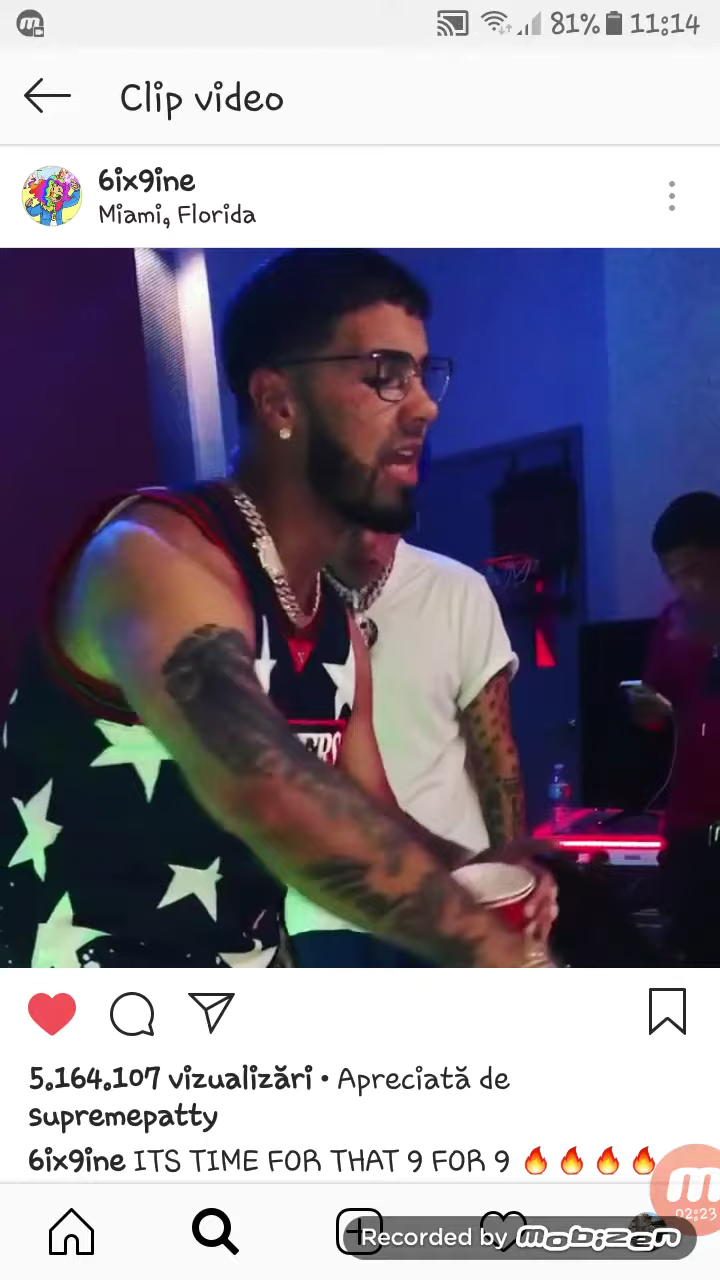 81% 11:14
Clip video
6ix9ine
Miami, Florida
5.164.107 vizualizări • Apreciată de
supremepatty
6ix9ine ITS TIME FOR THAT 9 FOR 9 🔥🔥🔥🔥
02:23
Recorded by mobizen